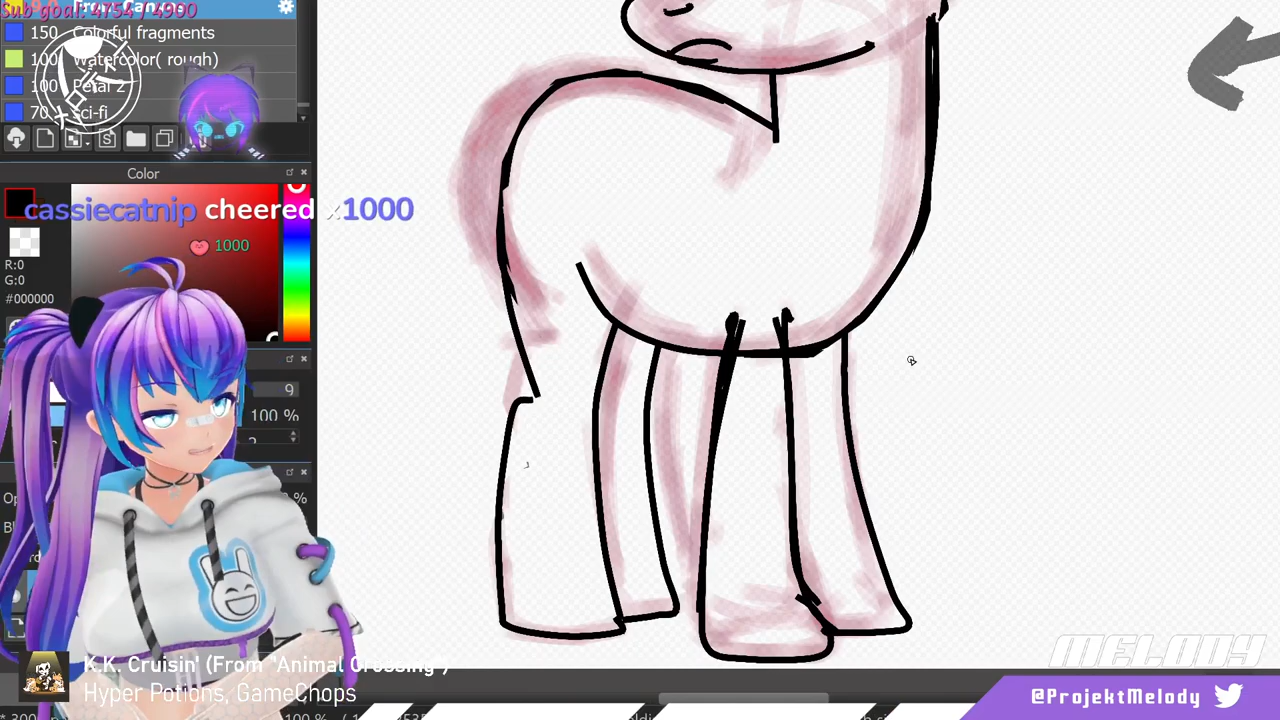 Sub goal: 4754 / 4900
150 Colorful fragments
100 Watercolor( rough)
100 Petal 2
70 sci-fi
Color
cassiecatnip cheered x1000
1000
R:0
G:0
#000000
9
100 %
K.K. Cruisin' (From "Animal Crossing")
Hyper Potions, GameChops
MELODY
@ProjektMelody